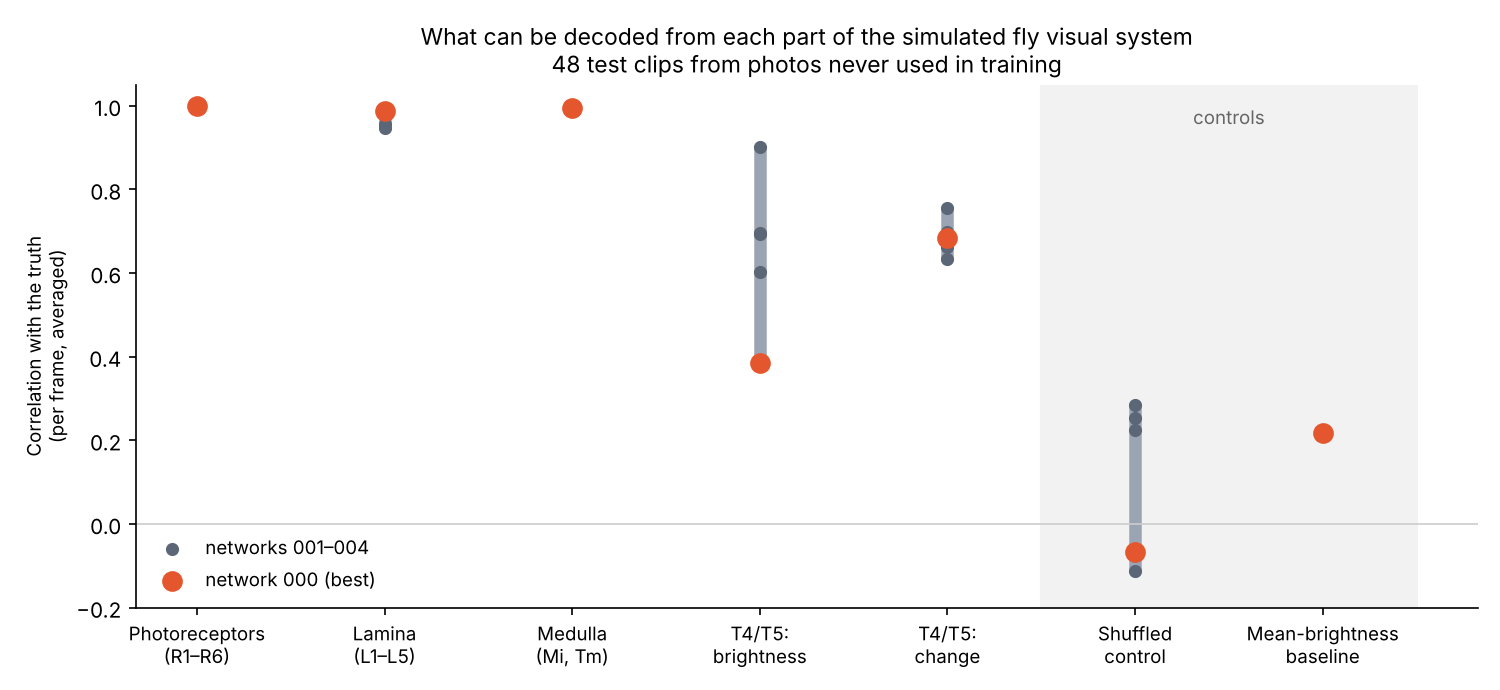 What can be decoded from each part of the simulated fly visual system
48 test clips from photos never used in training
controls
Correlation with the truth
(per frame, averaged)
1.0
0.8
0.6
0.4
0.2
0.0
−0.2
networks 001–004
network 000 (best)
Photoreceptors
(R1–R6)
Lamina
(L1–L5)
Medulla
(Mi, Tm)
T4/T5:
brightness
T4/T5:
change
Shuffled
control
Mean-brightness
baseline